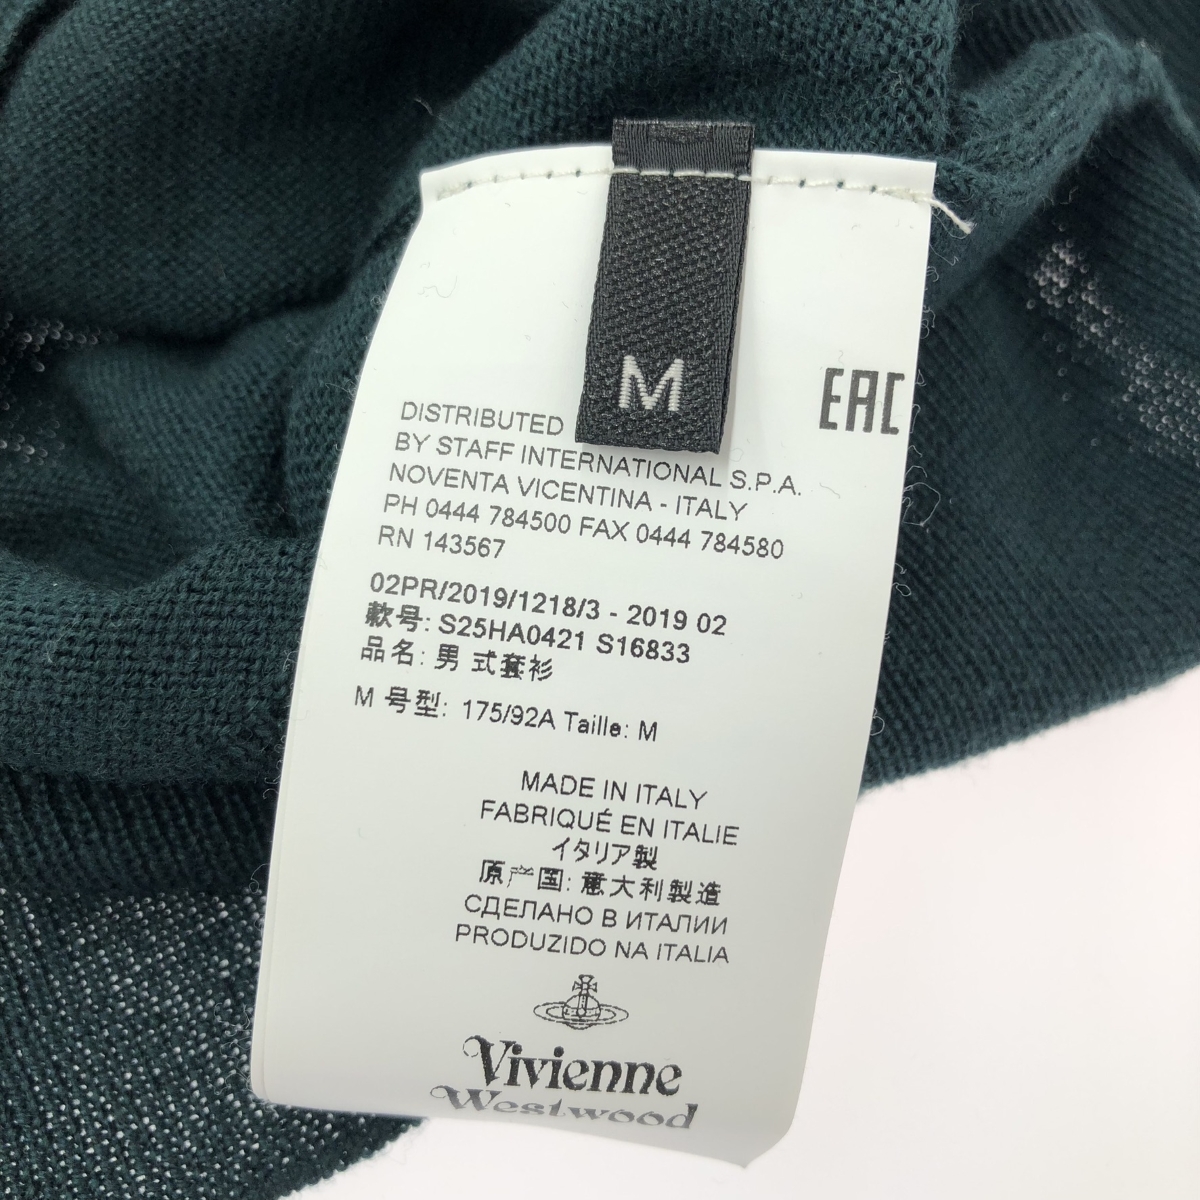 M
EAC
DISTRIBUTED
BY STAFF INTERNATIONAL S.P.A.
NOVENTA VICENTINA - ITALY
PH 0444 784500 FAX 0444 784580
RN 143567
02PR/2019/1218/3 - 2019 02
款号: S25HA0421 S16833
品名: 男 式套衫
M 号型: 175/92A Taille: M
MADE IN ITALY
FABRIQUÉ EN ITALIE
イタリア製
原产国: 意大利製造
СДЕЛАНО В ИТАЛИИ
PRODUZIDO NA ITALIA
Vivienne
Westwood